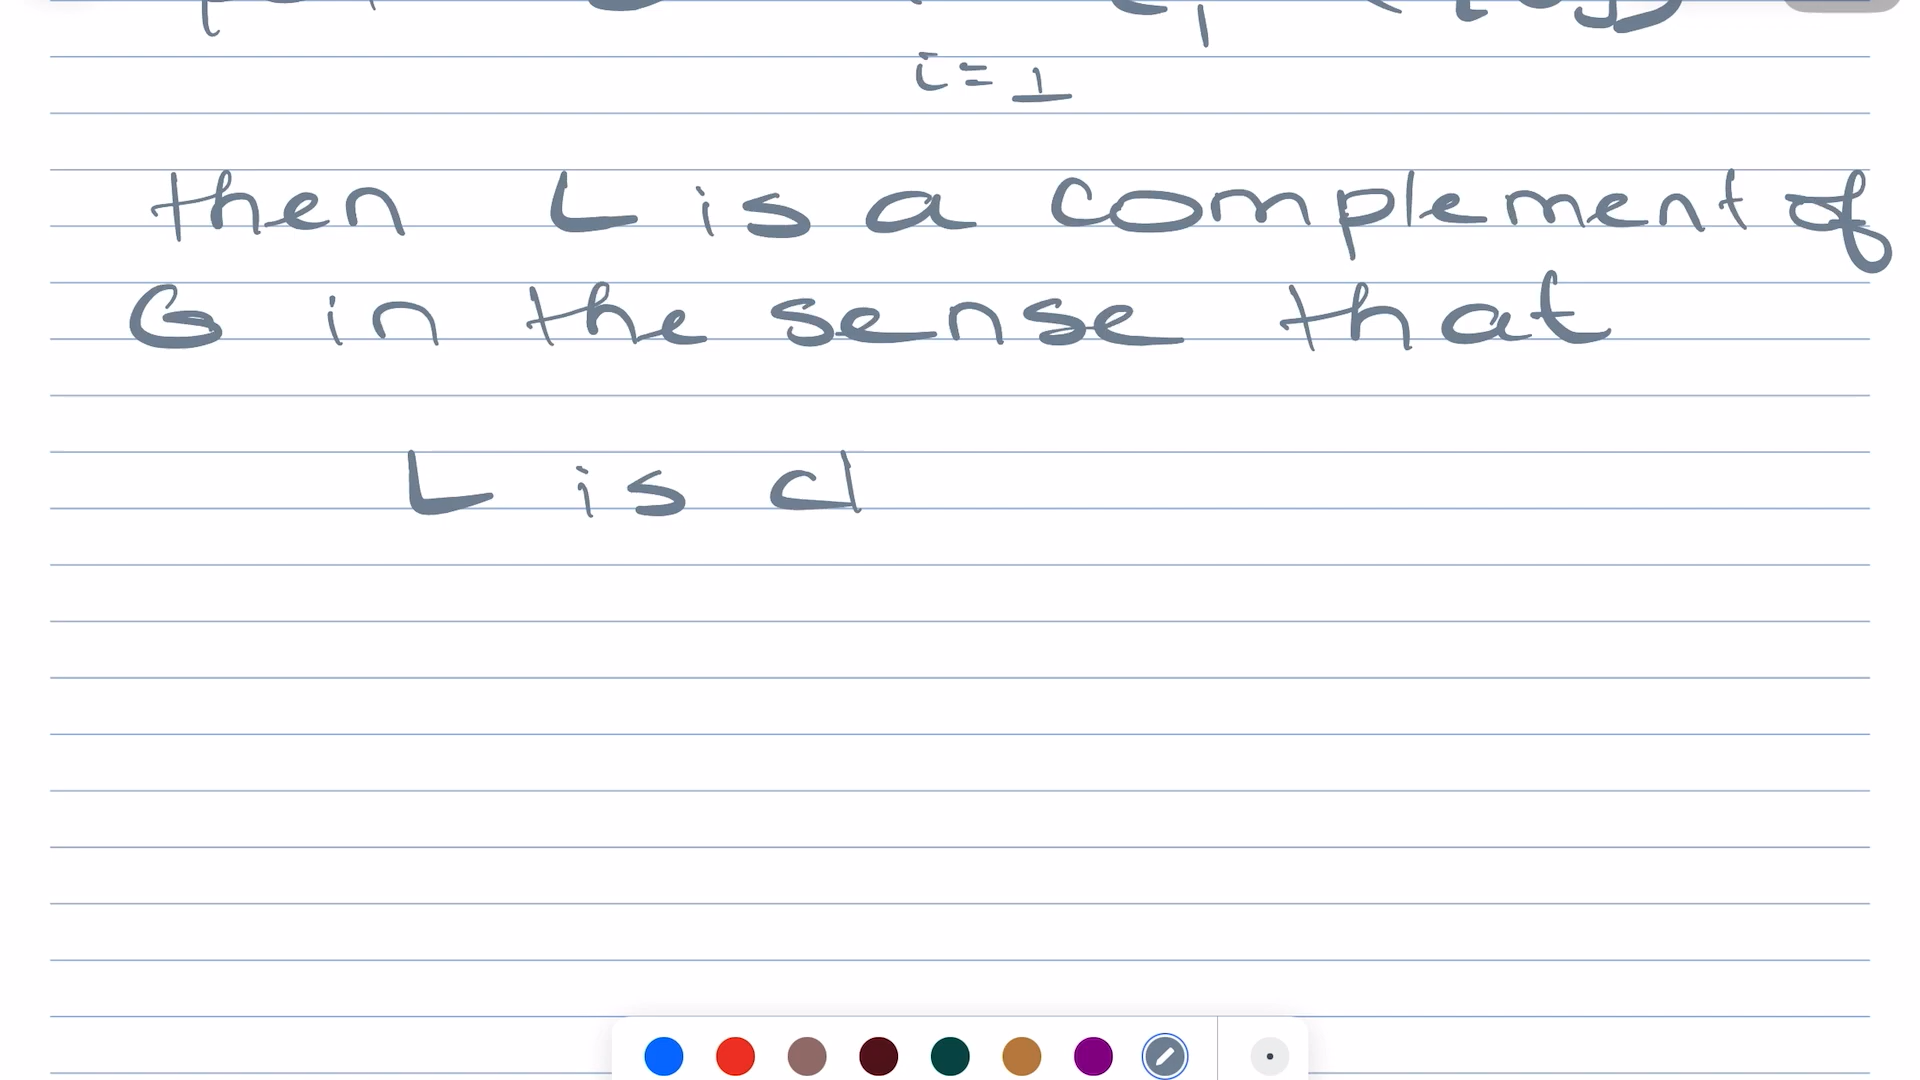 i = 1
then L is a complement of
G in the sense that
L is cl